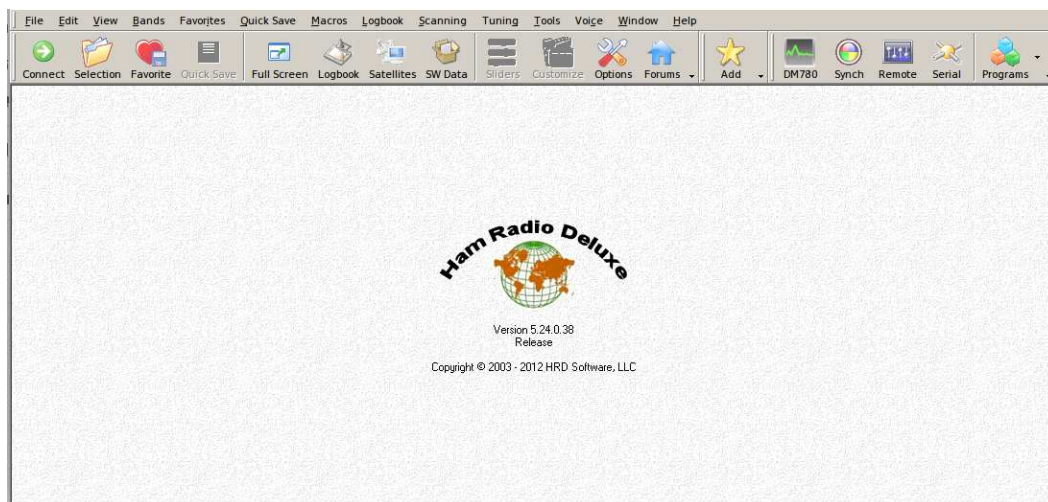 File Edit View Bands Favorites Quick Save Macros Logbook Scanning Tuning Tools Voice Window Help
Connect Selection Favorite Quick Save Full Screen Logbook Satellites SW Data Sliders Customize Options Forums Add DM780 Synch Remote Serial Programs
Ham Radio Deluxe
Version 5.24.0.38
Release
Copyright © 2003 - 2012 HRD Software, LLC